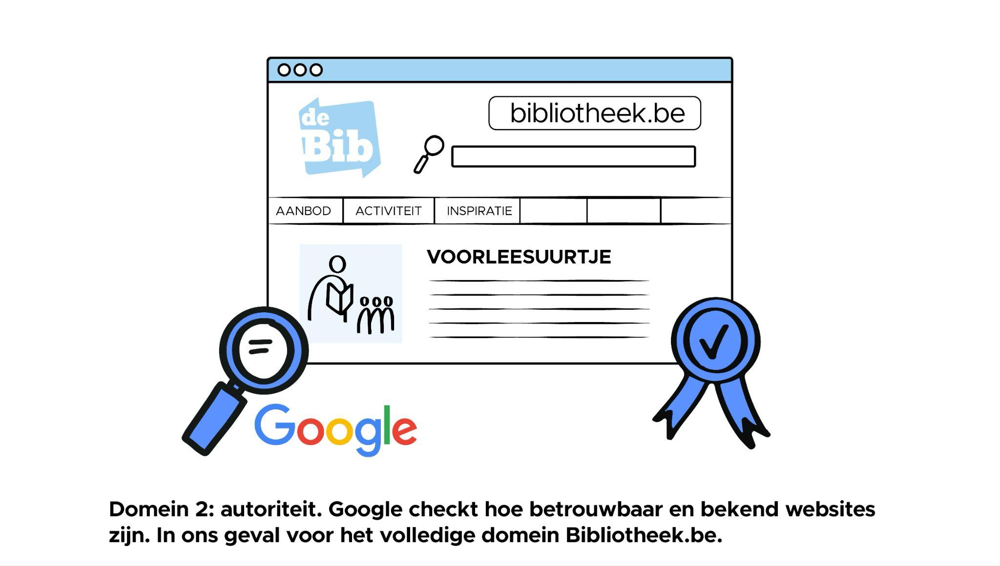 de
Bib
bibliotheek.be
AANBOD ACTIVITEIT INSPIRATIE
VOORLEESUURTJE
Google
Domein 2: autoriteit. Google checkt hoe betrouwbaar en bekend websites
zijn. In ons geval voor het volledige domein Bibliotheek.be.